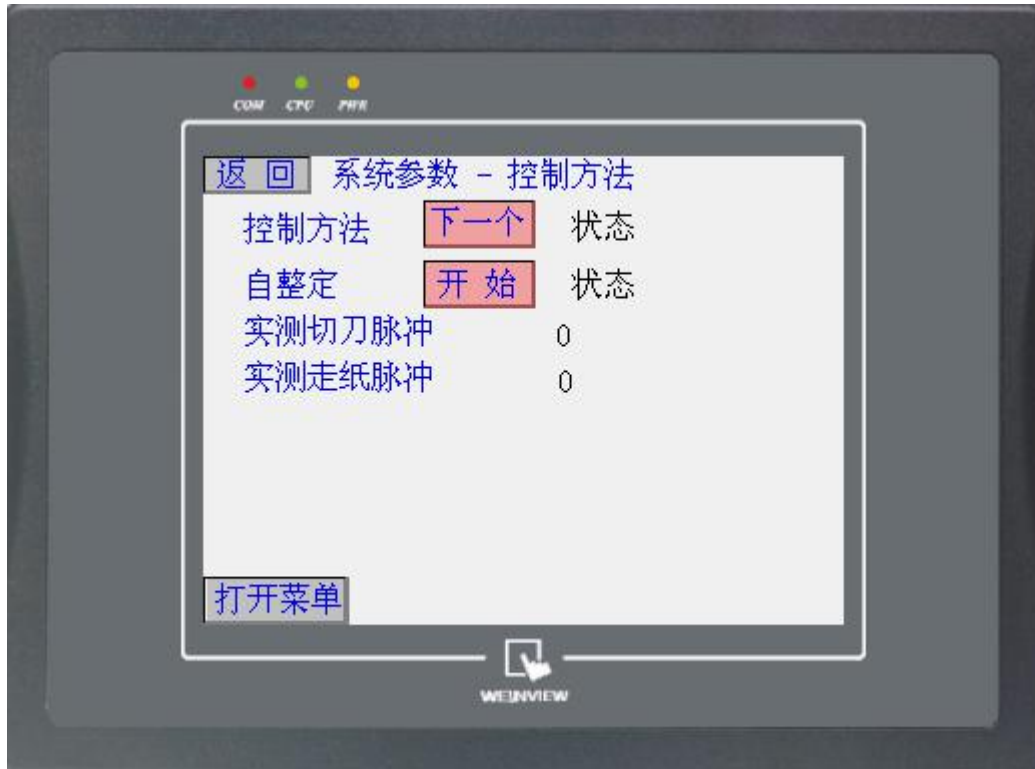 COM CPU PWR
返 回 系统参数 - 控制方法
控制方法 下一个 状态
自整定 开 始 状态
实测切刀脉冲 0
实测走纸脉冲 0
打开菜单
WEINVIEW